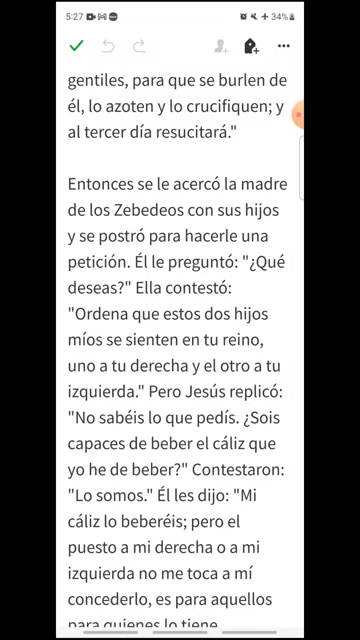 5:27
34%
gentiles, para que se burlen de
él, lo azoten y lo crucifiquen; y
al tercer día resucitará."
Entonces se le acercó la madre
de los Zebedeos con sus hijos
y se postró para hacerle una
petición. Él le preguntó: "¿Qué
deseas?" Ella contestó:
"Ordena que estos dos hijos
míos se sienten en tu reino,
uno a tu derecha y el otro a tu
izquierda." Pero Jesús replicó:
"No sabéis lo que pedís. ¿Sois
capaces de beber el cáliz que
yo he de beber?" Contestaron:
"Lo somos." Él les dijo: "Mi
cáliz lo beberéis; pero el
puesto a mi derecha o a mi
izquierda no me toca a mí
concederlo, es para aquellos
para quienes lo tiene